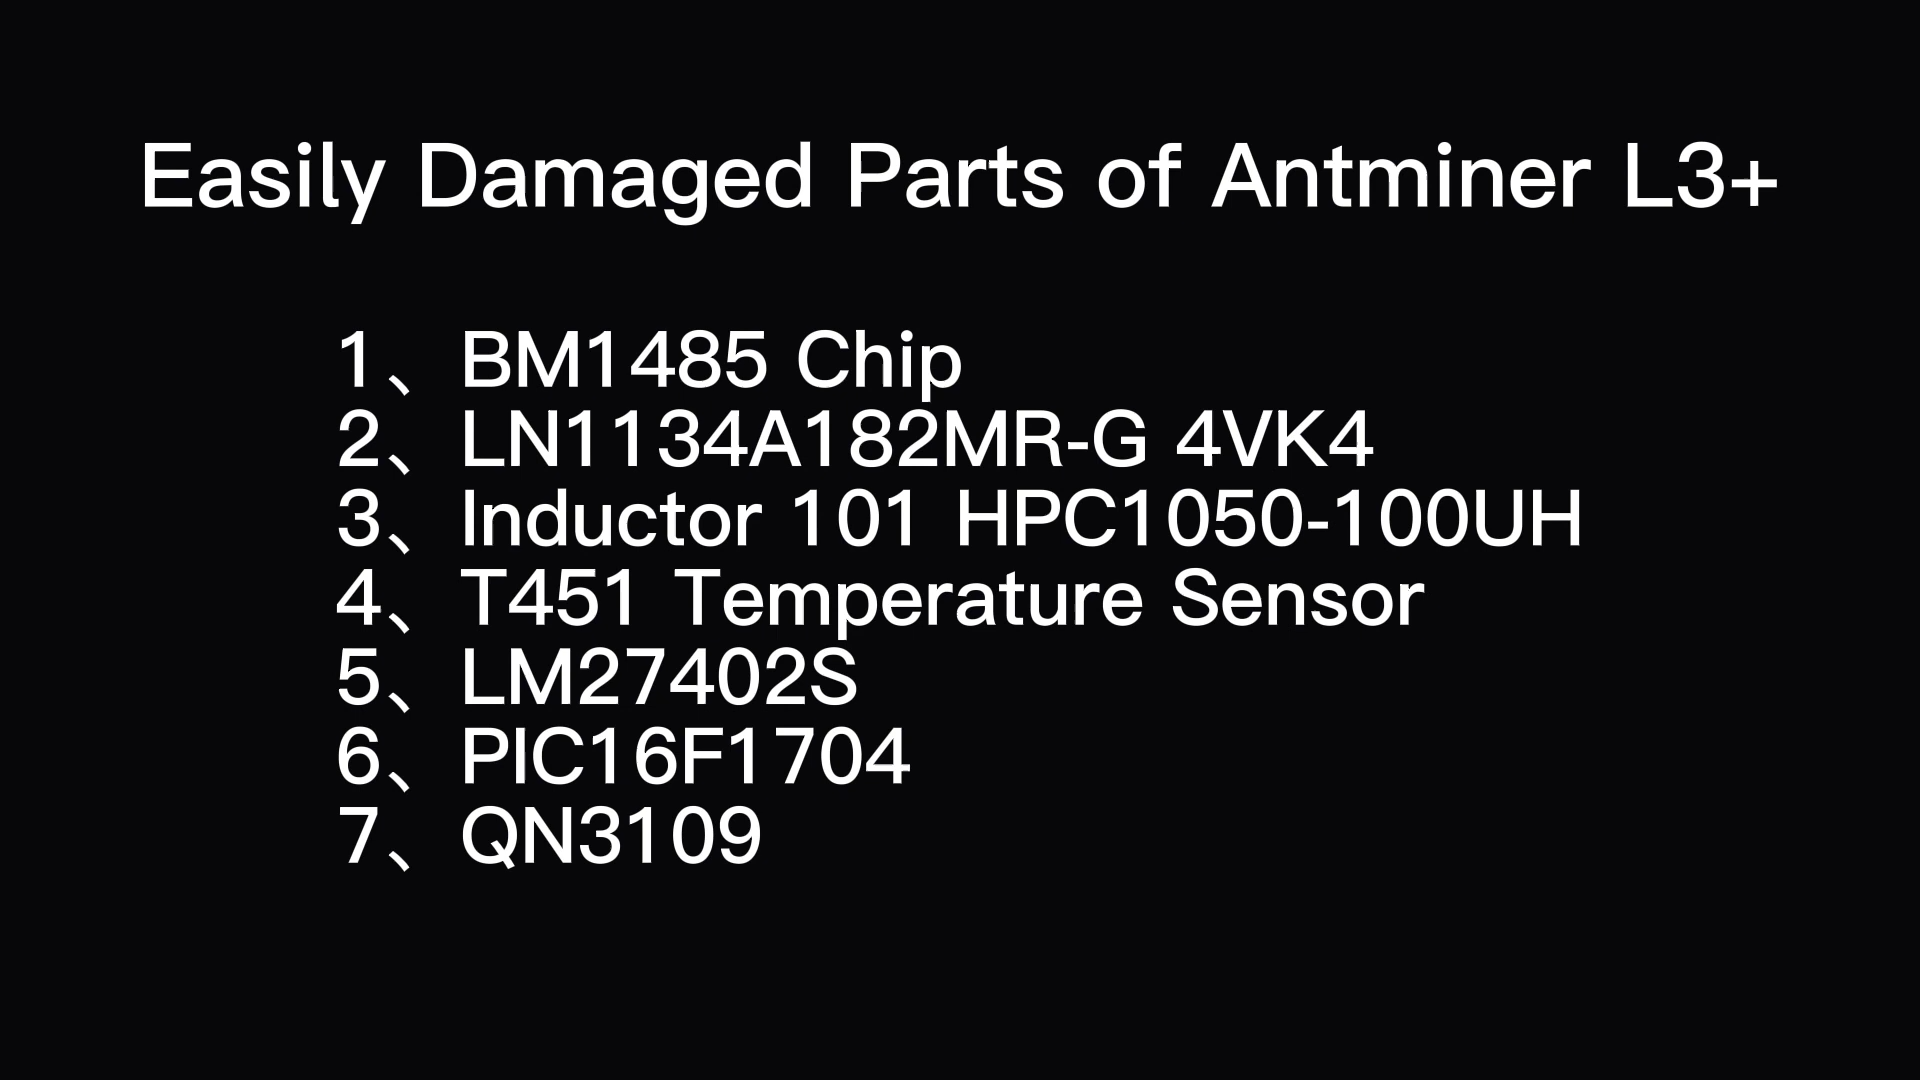 Easily Damaged Parts of Antminer L3+
1、 BM1485 Chip
2、 LN1134A182MR-G 4VK4
3、 Inductor 101 HPC1050-100UH
4、 T451 Temperature Sensor
5、 LM27402S
6、 PIC16F1704
7、 QN3109